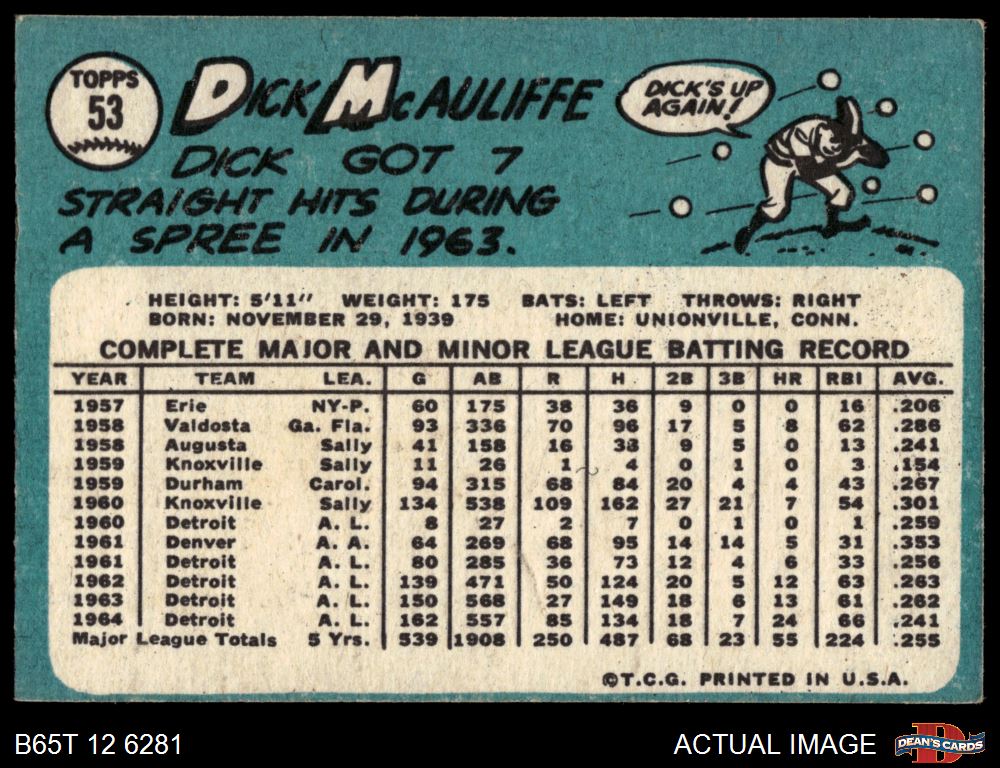 TOPPS
53
DICK McAULIFFE
DICK'S UP
AGAIN!
DICK GOT 7
STRAIGHT HITS DURING
A SPREE IN 1963.
HEIGHT: 5'11" WEIGHT: 175 BATS: LEFT THROWS: RIGHT
BORN: NOVEMBER 29, 1939 HOME: UNIONVILLE, CONN.
COMPLETE MAJOR AND MINOR LEAGUE BATTING RECORD
YEAR TEAM LEA. G AB R H 2B 3B HR RBI AVG.
1957 Erie NY-P. 60 175 38 36 9 0 0 16 .206
1958 Valdosta Ga. Fla. 93 336 70 96 17 5 8 62 .286
1958 Augusta Sally 41 158 16 38 9 5 0 13 .241
1959 Knoxville Sally 11 26 1 4 0 1 0 3 .154
1959 Durham Carol. 94 315 68 84 20 4 4 43 .267
1960 Knoxville Sally 134 538 109 162 27 21 7 54 .301
1960 Detroit A. L. 8 27 2 7 0 1 0 1 .259
1961 Denver A. A. 64 269 68 95 14 14 5 31 .353
1961 Detroit A. L. 80 285 36 73 12 4 6 33 .256
1962 Detroit A. L. 139 471 50 124 20 5 12 63 .263
1963 Detroit A. L. 150 568 27 149 18 6 13 61 .262
1964 Detroit A. L. 162 557 85 134 18 7 24 66 .241
Major League Totals 5 Yrs. 539 1908 250 487 68 23 55 224 .255
©T.C.G. PRINTED IN U.S.A.
B65T 12 6281 ACTUAL IMAGE
DEAN'S CARDS